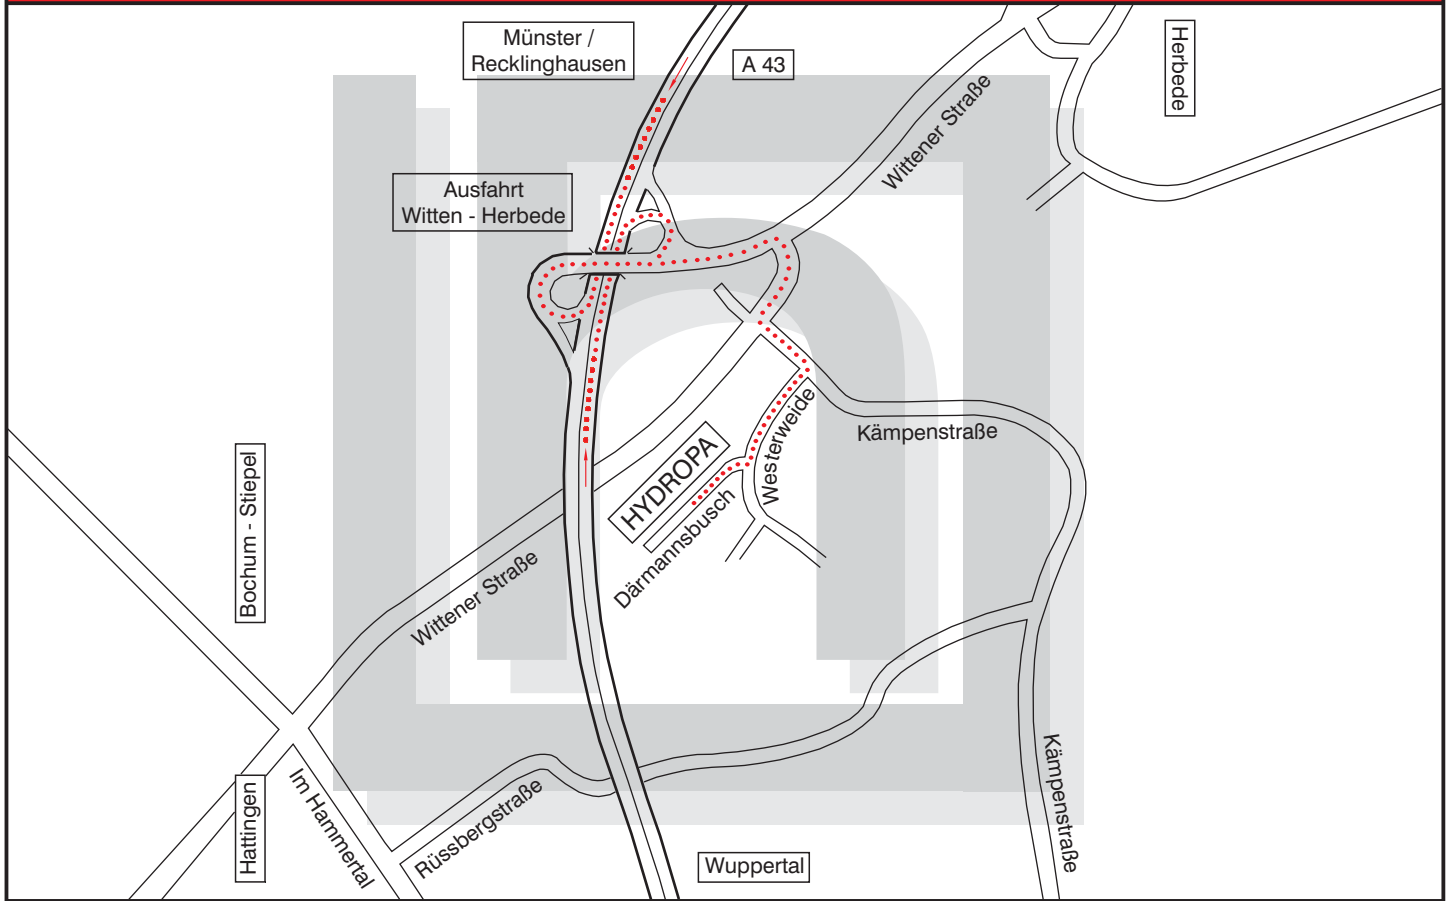 Münster /
Recklinghausen
A 43
Herbede
Wittener Straße
Ausfahrt
Witten - Herbede
Westerweide
Kämpenstraße
HYDROPA
Därmannsbusch
Bochum - Stiepel
Wittener Straße
Hattingen
Im Hammertal
Rüssbergstraße
Kämpenstraße
Wuppertal